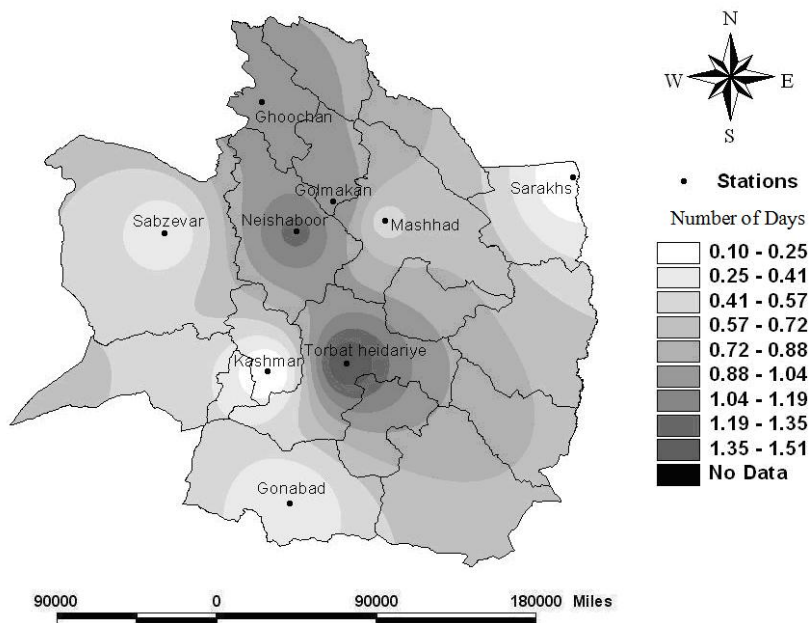 N
W E
S
Ghoochan
Golmakan
Sarakhs
Sabzevar
Neishaboor
Mashhad
Torbat heidariye
Kashmar
Gonabad
Stations
Number of Days
0.10 - 0.25
0.25 - 0.41
0.41 - 0.57
0.57 - 0.72
0.72 - 0.88
0.88 - 1.04
1.04 - 1.19
1.19 - 1.35
1.35 - 1.51
No Data
90000 0 90000 180000 Miles